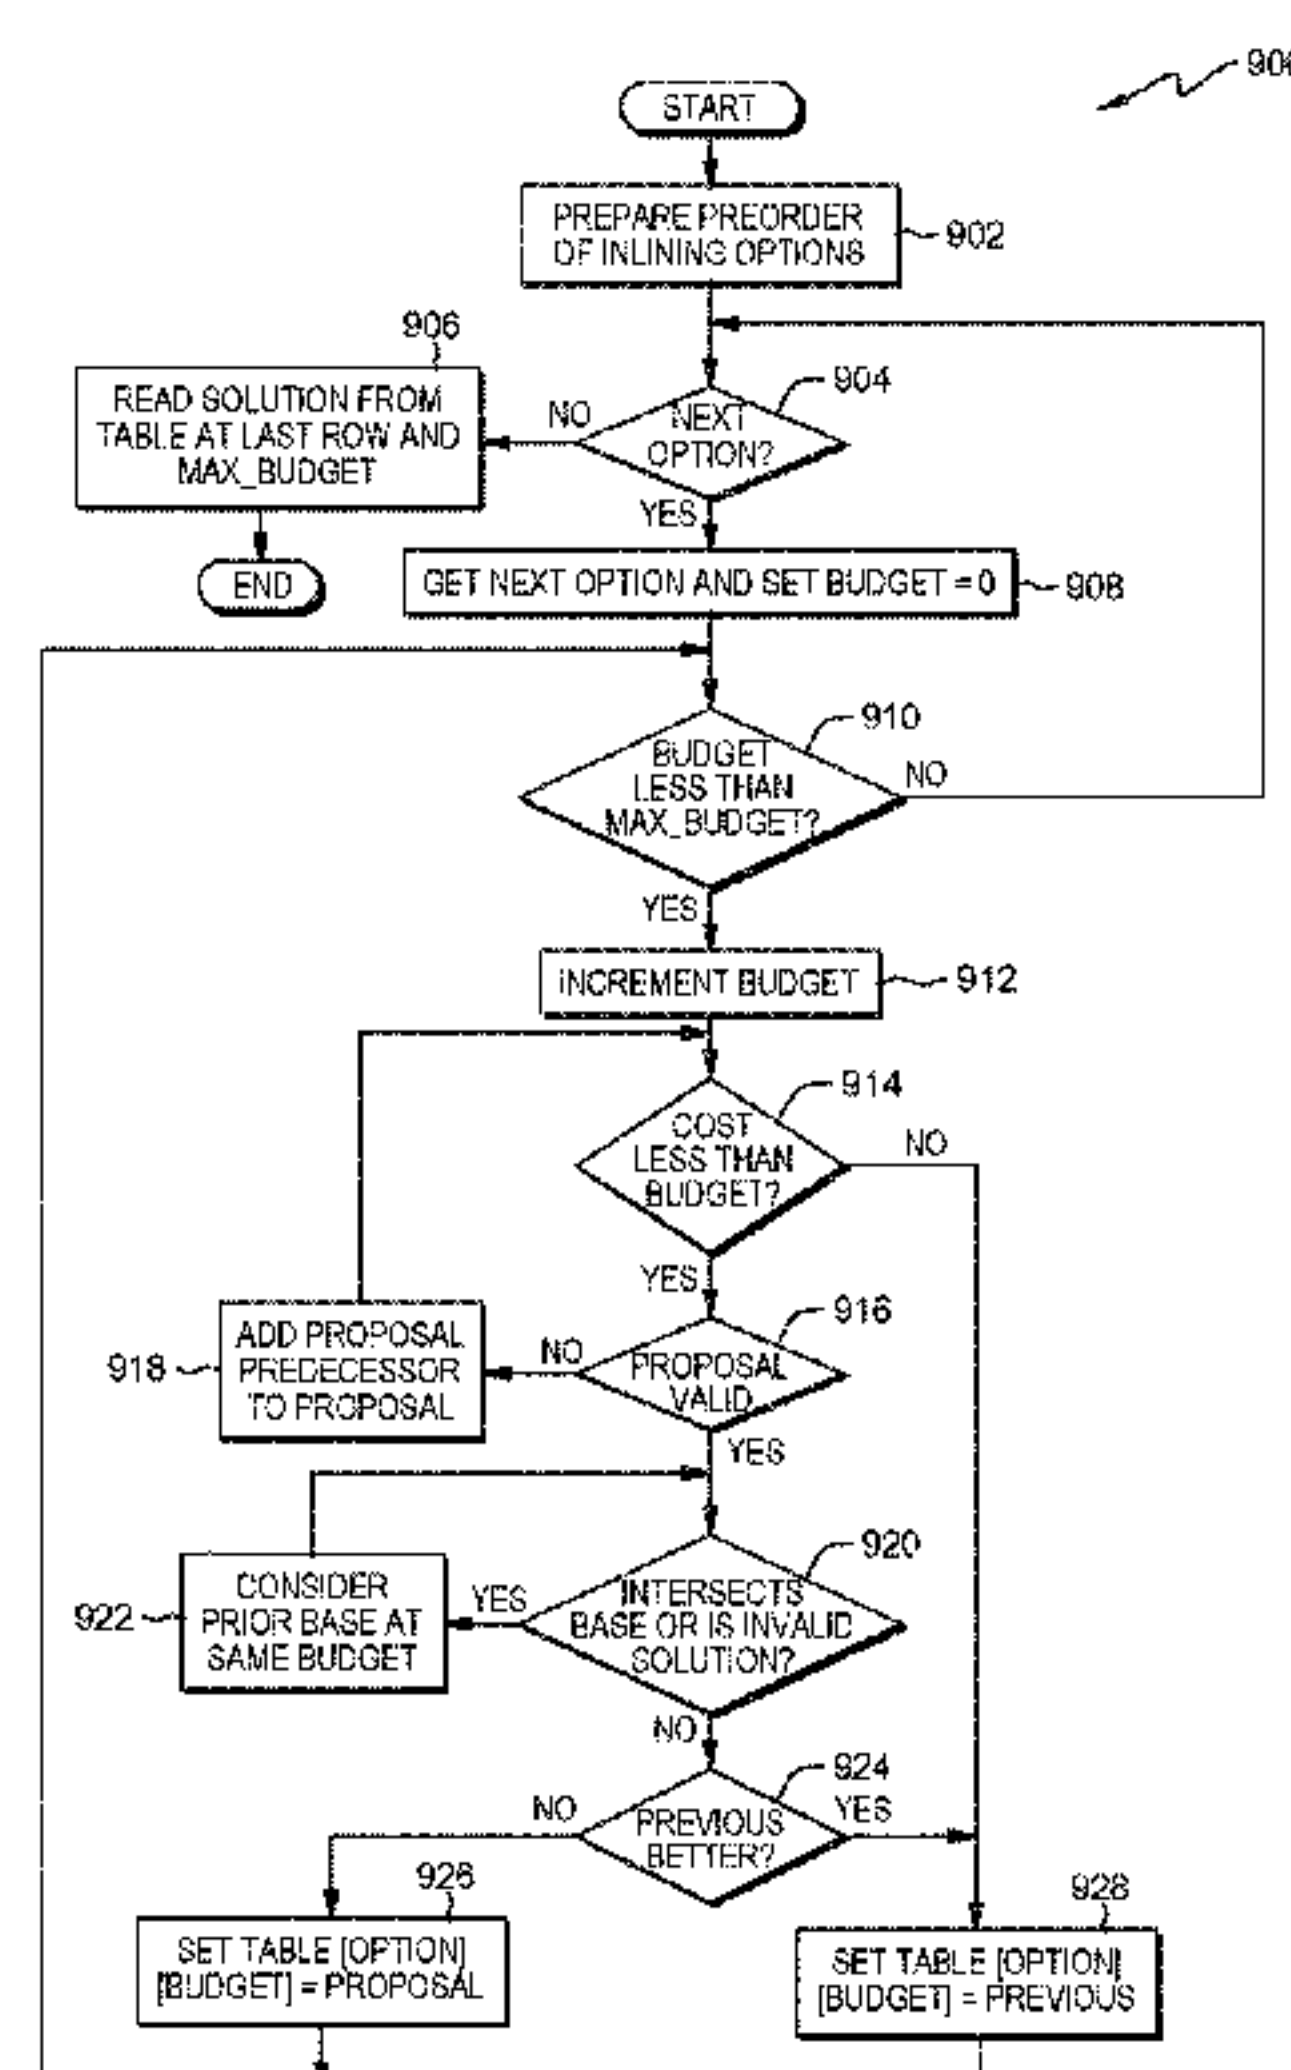 START
PREPARE PREORDER
OF INLINING OPTIONS
902
906
READ SOLUTION FROM
TABLE AT LAST ROW AND
MAX_BUDGET
NO
NEXT
OPTION?
904
YES
END
GET NEXT OPTION AND SET BUDGET = 0
908
910
BUDGET
LESS THAN
MAX_BUDGET?
NO
YES
INCREMENT BUDGET
912
914
COST
LESS THAN
BUDGET?
NO
YES
916
918
ADD PROPOSAL
PREDECESSOR
TO PROPOSAL
NO
PROPOSAL
VALID
YES
920
922
CONSIDER
PRIOR BASE AT
SAME BUDGET
YES
INTERSECTS
BASE OR IS INVALID
SOLUTION?
NO
924
NO
PREVIOUS
BETTER?
YES
926
SET TABLE [OPTION]
[BUDGET] = PROPOSAL
928
SET TABLE [OPTION]
[BUDGET] = PREVIOUS